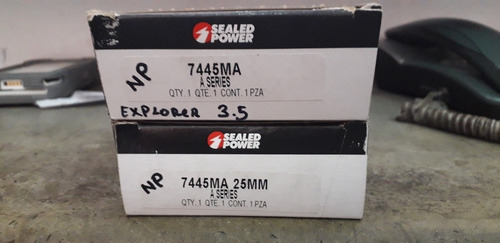 SEALED
POWER
NP
7445MA
A SERIES
QTY. 1 QTE. 1 CONT. 1 PZA
EXPLORER 3.5
SEALED
POWER
NP
7445MA 25MM
A SERIES
QTY. 1 QTE. 1 CONT. 1 PZA